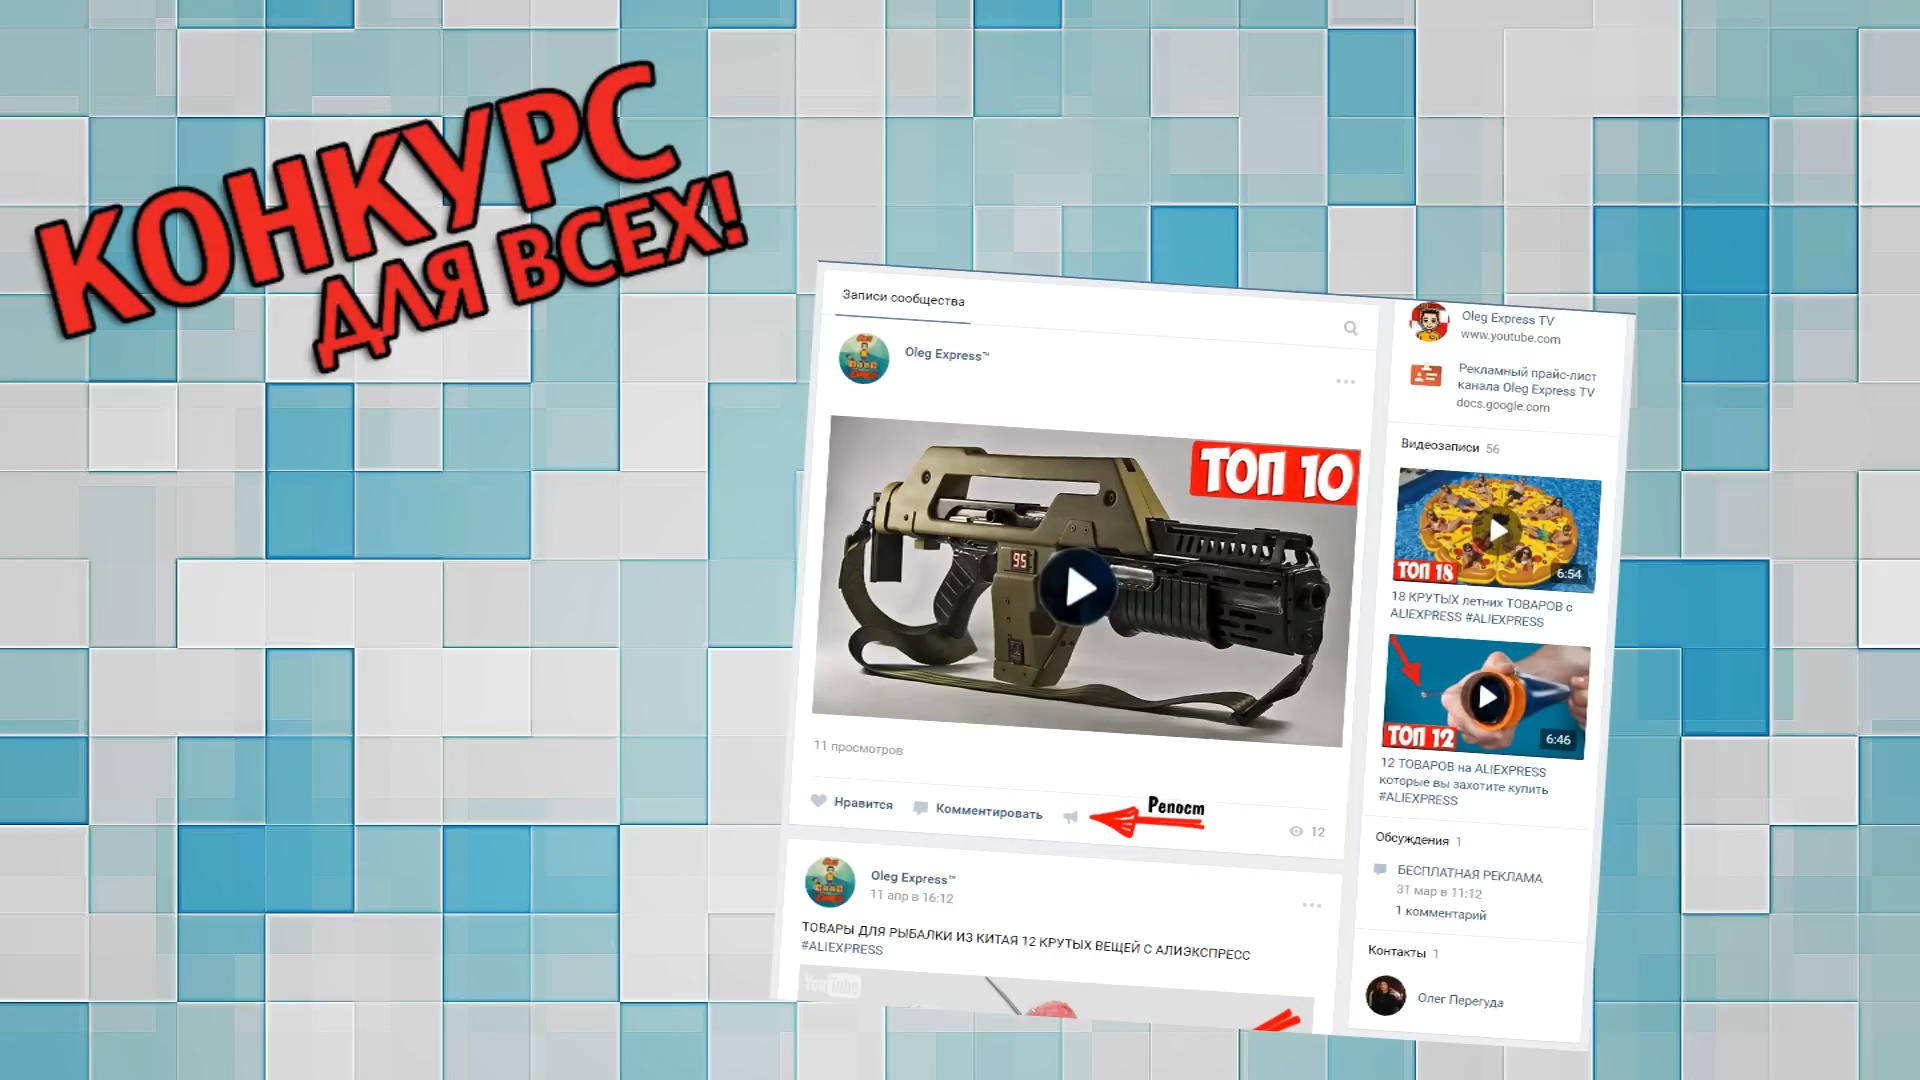 КОНКУРС
ДЛЯ ВСЕХ!
Записи сообщества
Oleg Express™
ТОП 10
95
11 просмотров
Нравится
Комментировать
Репост
12
Oleg Express™
11 апр в 16:12
ТОВАРЫ ДЛЯ РЫБАЛКИ ИЗ КИТАЯ 12 КРУТЫХ ВЕЩЕЙ С АЛИЭКСПРЕСС
#ALIEXPRESS
YouTube
Oleg Express TV
www.youtube.com
Рекламный прайс-лист
канала Oleg Express TV
docs.google.com
Видеозаписи 56
ТОП 18
6:54
18 КРУТЫХ летних ТОВАРОВ с
ALIEXPRESS #ALIEXPRESS
ТОП 12
6:46
12 ТОВАРОВ на ALIEXPRESS
которые вы захотите купить
#ALIEXPRESS
Обсуждения 1
БЕСПЛАТНАЯ РЕКЛАМА
31 мар в 11:12
1 комментарий
Контакты 1
Олег Перегуда